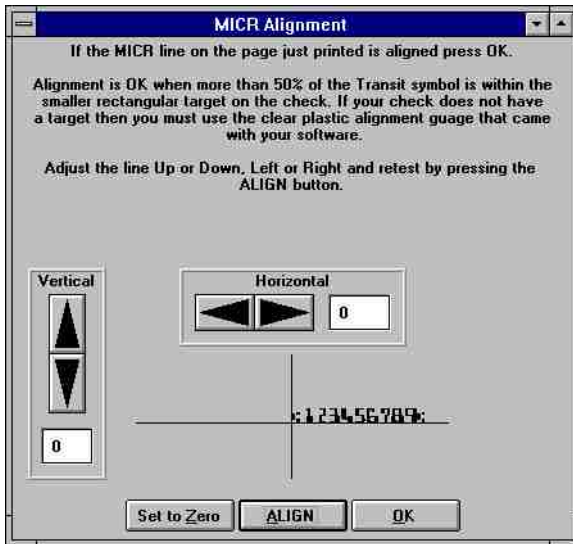 MICR Alignment
If the MICR line on the page just printed is aligned press OK.
Alignment is OK when more than 50% of the Transit symbol is within the
smaller rectangular target on the check. If your check does not have
a target then you must use the clear plastic alignment guage that came
with your software.
Adjust the line Up or Down, Left or Right and retest by pressing the
ALIGN button.
Vertical
Horizontal
0
⑆123456789⑆
0
Set to Zero
ALIGN
OK